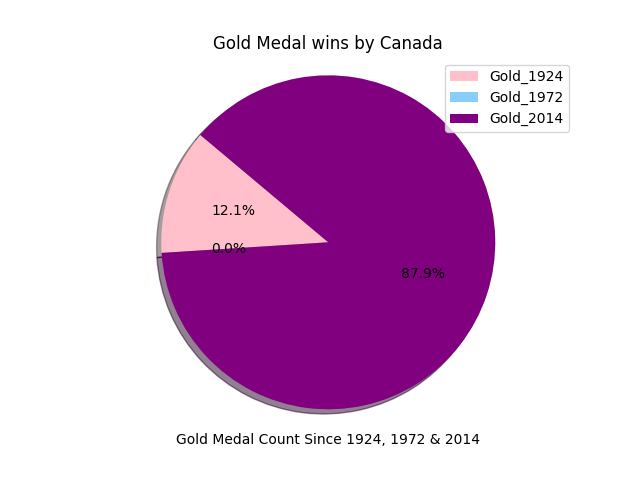 Gold Medal wins by Canada
Gold_1924
Gold_1972
Gold_2014
12.1%
0.0%
87.9%
Gold Medal Count Since 1924, 1972 & 2014